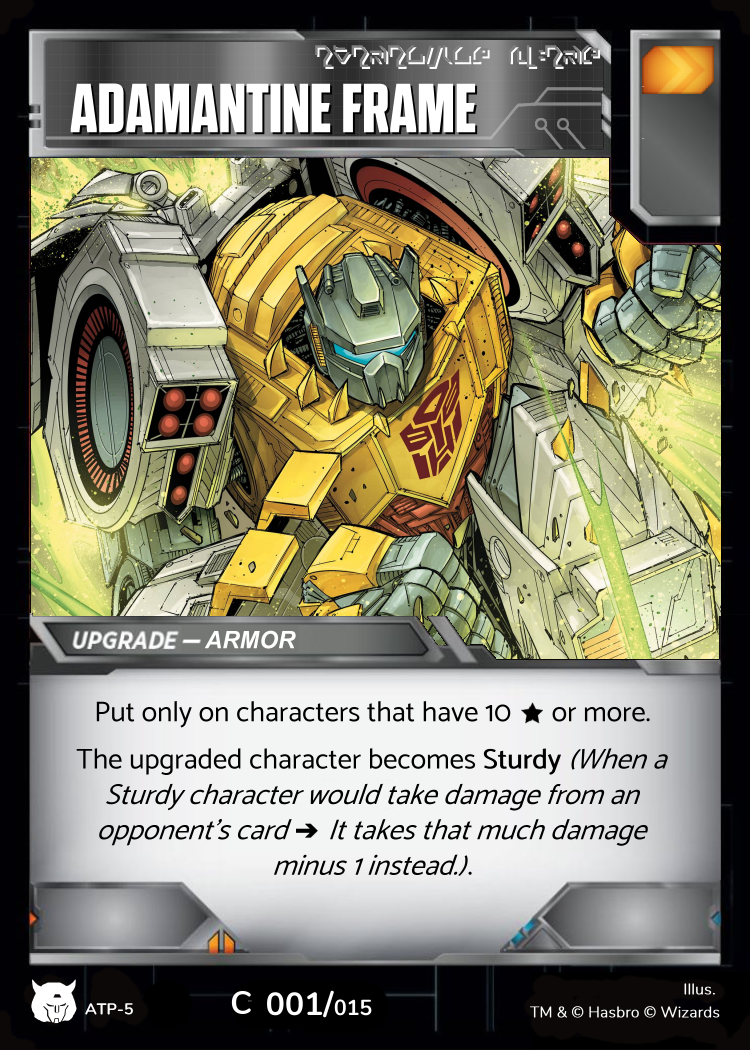 ADAMANTINE FRAME
UPGRADE — ARMOR
Put only on characters that have 10 ★ or more.
The upgraded character becomes Sturdy (When a
Sturdy character would take damage from an
opponent's card ➔ It takes that much damage
minus 1 instead.).
ATP-5
C 001/015
Illus.
TM & © Hasbro © Wizards